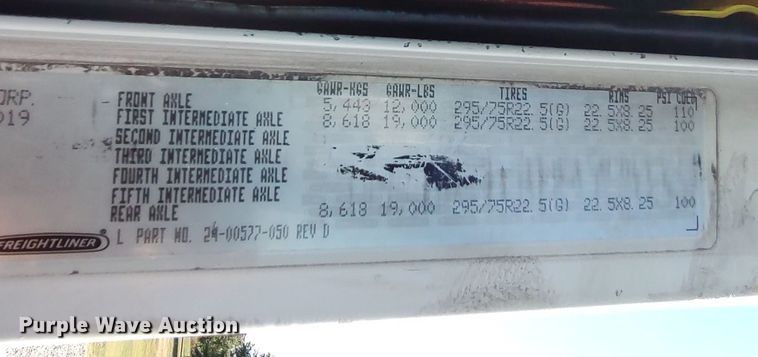 GAWR-KGS GAWR-LBS TIRES RIMS PSI COLD
ORP. FRONT AXLE 5,443 12,000 295/75R22.5(G) 22.5X8.25 110
019 FIRST INTERMEDIATE AXLE 8,618 19,000 295/75R22.5(G) 22.5X8.25 100
SECOND INTERMEDIATE AXLE
THIRD INTERMEDIATE AXLE
FOURTH INTERMEDIATE AXLE
FIFTH INTERMEDIATE AXLE
REAR AXLE 8,618 19,000 295/75R22.5(G) 22.5X8.25 100
FREIGHTLINER L PART NO. 24-00577-050 REV D
Purple Wave Auction